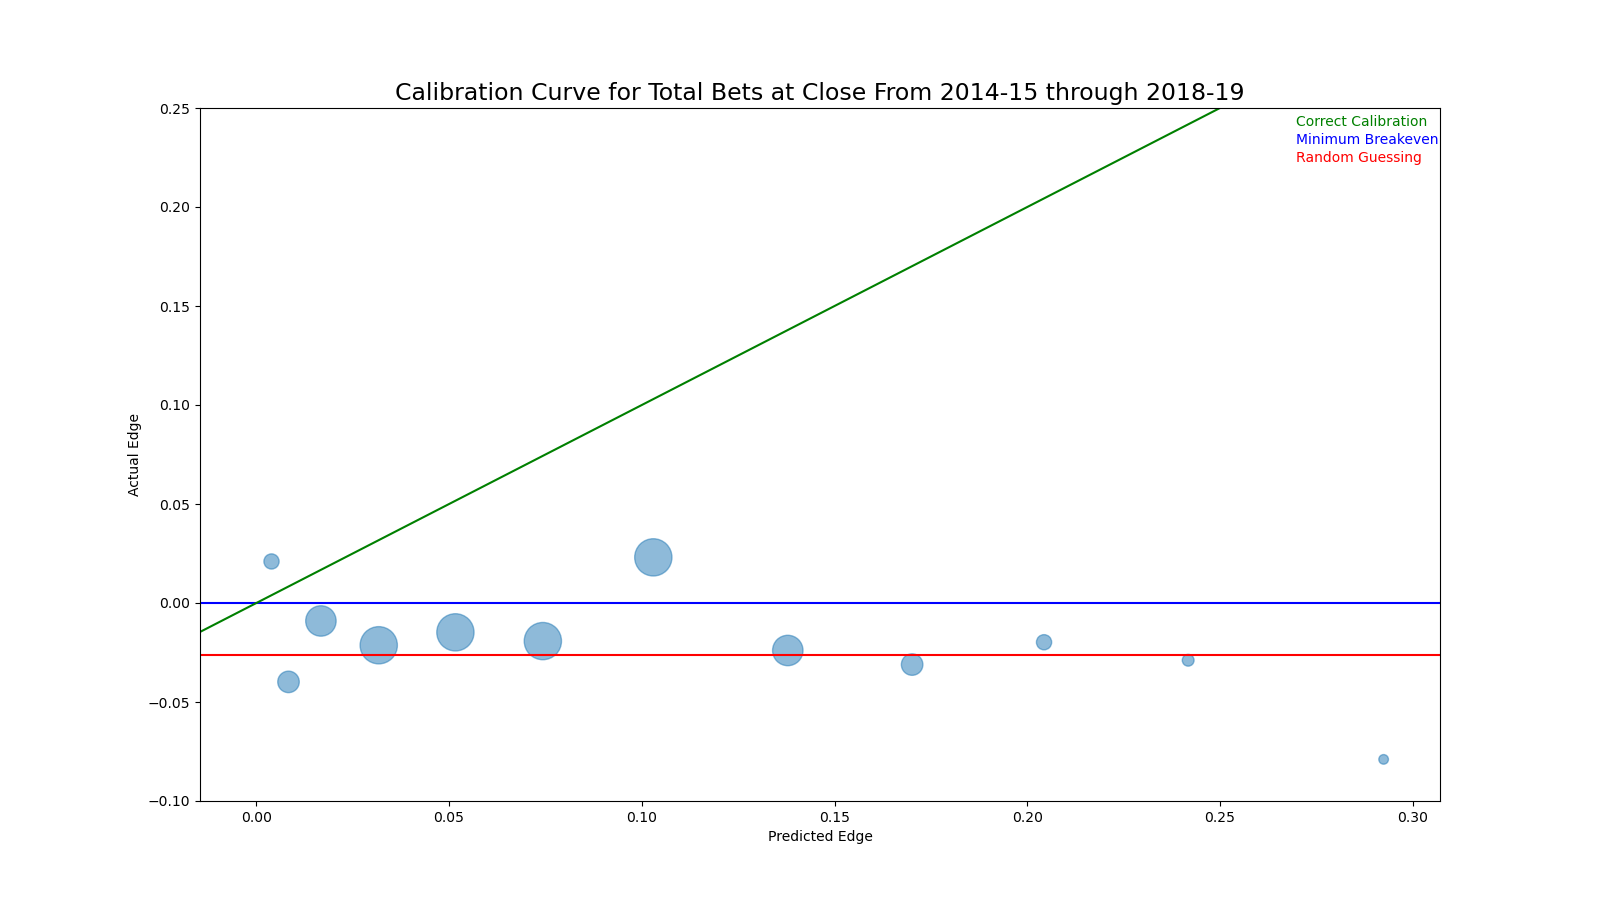 Calibration Curve for Total Bets at Close From 2014-15 through 2018-19
Correct Calibration
Minimum Breakeven
Random Guessing
0.25
0.20
0.15
0.10
0.05
0.00
−0.05
−0.10
Actual Edge
0.00 0.05 0.10 0.15 0.20 0.25 0.30
Predicted Edge